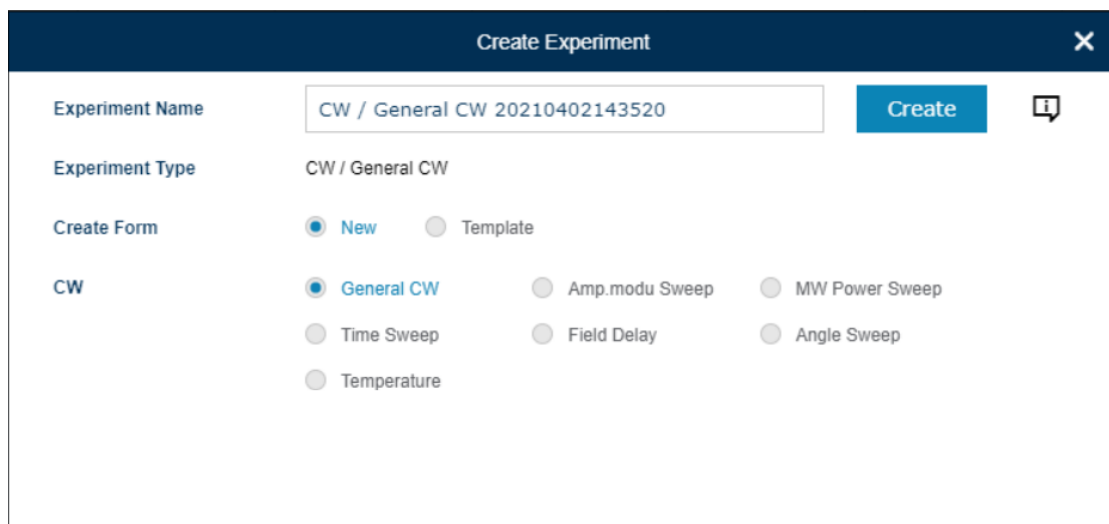 Create Experiment
Experiment Name CW / General CW 20210402143520 Create
Experiment Type CW / General CW
Create Form New Template
CW General CW Amp.modu Sweep MW Power Sweep
Time Sweep Field Delay Angle Sweep
Temperature